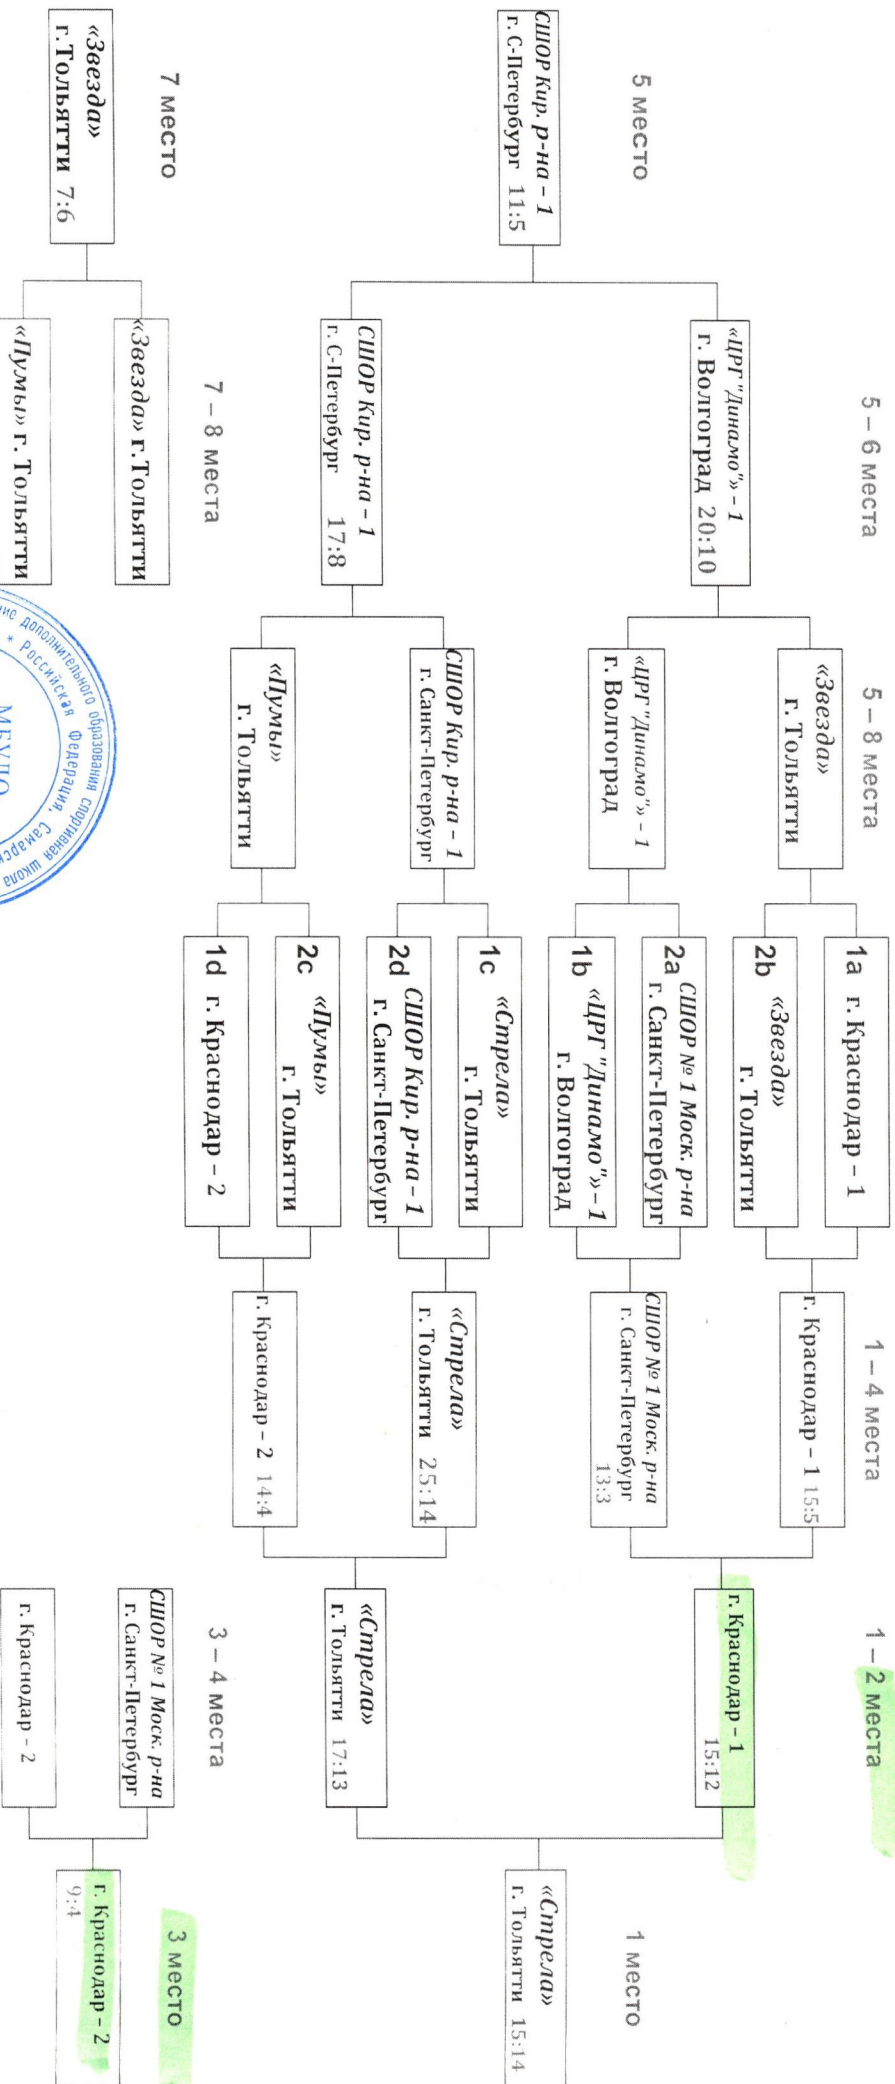 5 – 6 места
5 – 8 места
1 – 4 места
1 – 2 места
1a г. Краснодар – 1
«Звезда»
г. Тольятти
г. Краснодар – 1 15:5
2b «Звезда»
г. Тольятти
«ЦРГ "Динамо"» – 1
г. Волгоград 20:10
г. Краснодар – 1
15:12
2a СШОР № 1 Моск. р-на
г. Санкт-Петербург
«ЦРГ "Динамо"» – 1
г. Волгоград
СШОР № 1 Моск. р-на
г. Санкт-Петербург
13:3
1b «ЦРГ "Динамо"» – 1
г. Волгоград
5 место
1 место
СШОР Кир. р-на – 1
г. С-Петербург 11:5
«Стрела»
г. Тольятти 15:14
1c «Стрела»
г. Тольятти
СШОР Кир. р-на – 1
г. Санкт-Петербург
«Стрела»
г. Тольятти 25:14
2d СШОР Кир. р-на – 1
г. Санкт-Петербург
СШОР Кир. р-на – 1
г. С-Петербург 17:8
«Стрела»
г. Тольятти 17:13
2c «Пумы»
г. Тольятти
«Пумы»
г. Тольятти
г. Краснодар – 2 14:4
1d г. Краснодар – 2
7 место
7 – 8 места
3 – 4 места
3 место
«Звезда» г.Тольятти
СШОР № 1 Моск. р-на
г. Санкт-Петербург
«Звезда»
г.Тольятти 7:6
г. Краснодар – 2
9:4
«Пумы» г. Тольятти
г. Краснодар – 2
дополнительного образования спортивная школа
* Российская Федерация, Самарск
МБУДО